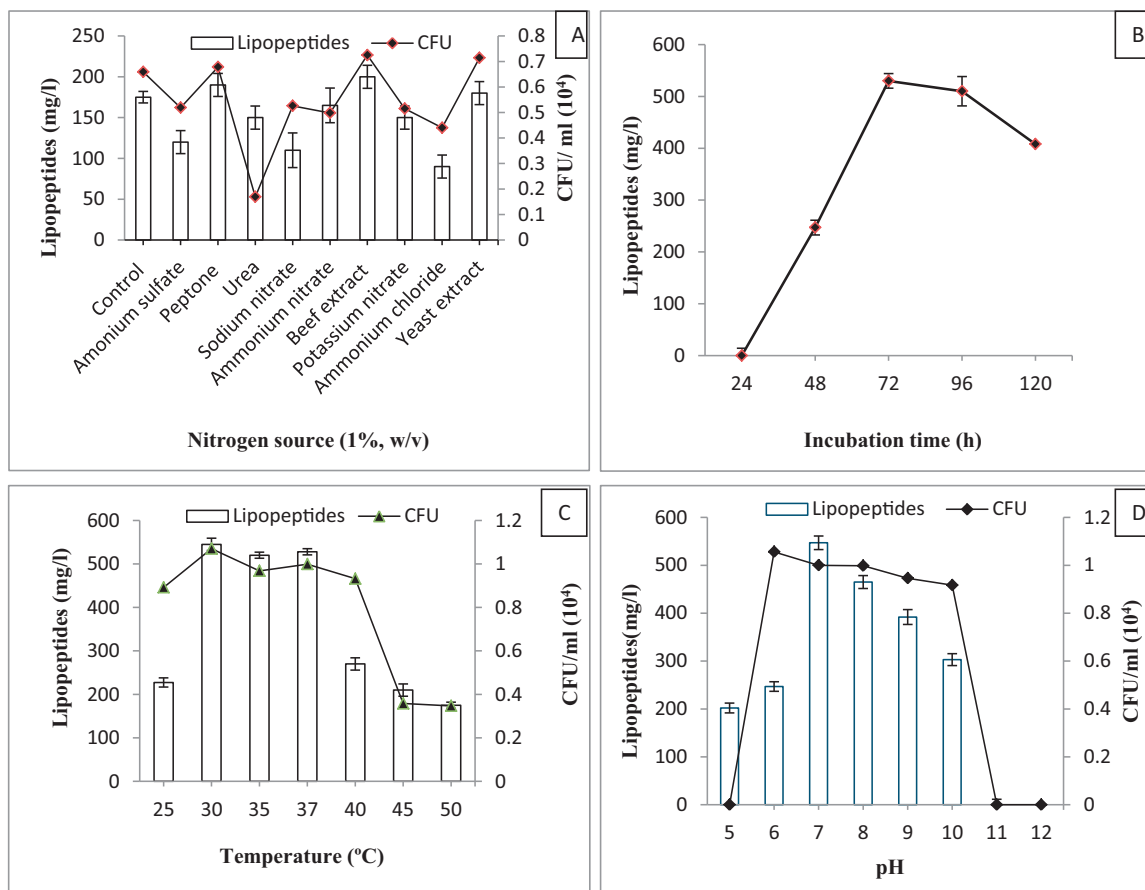 A
Lipopeptides CFU
Lipopeptides (mg/l)
250
200
150
100
50
0
0.8
0.7
0.6
0.5
0.4
0.3
0.2
0.1
0
CFU/ ml (10⁴)
Control
Amonium sulfate
Peptone
Urea
Sodium nitrate
Ammonium nitrate
Beef extract
Potassium nitrate
Ammonium chloride
Yeast extract
Nitrogen source (1%, w/v)
B
Lipopeptides (mg/l)
600
500
400
300
200
100
0
24 48 72 96 120
Incubation time (h)
C
Lipopeptides CFU
Lipopeptides (mg/l)
600
500
400
300
200
100
0
1.2
1
0.8
0.6
0.4
0.2
0
CFU/ml (10⁴)
25 30 35 37 40 45 50
Temperature (ºC)
D
Lipopeptides CFU
Lipopeptides(mg/l)
600
500
400
300
200
100
0
1.2
1
0.8
0.6
0.4
0.2
0
CFU/ml (10⁴)
5 6 7 8 9 10 11 12
pH